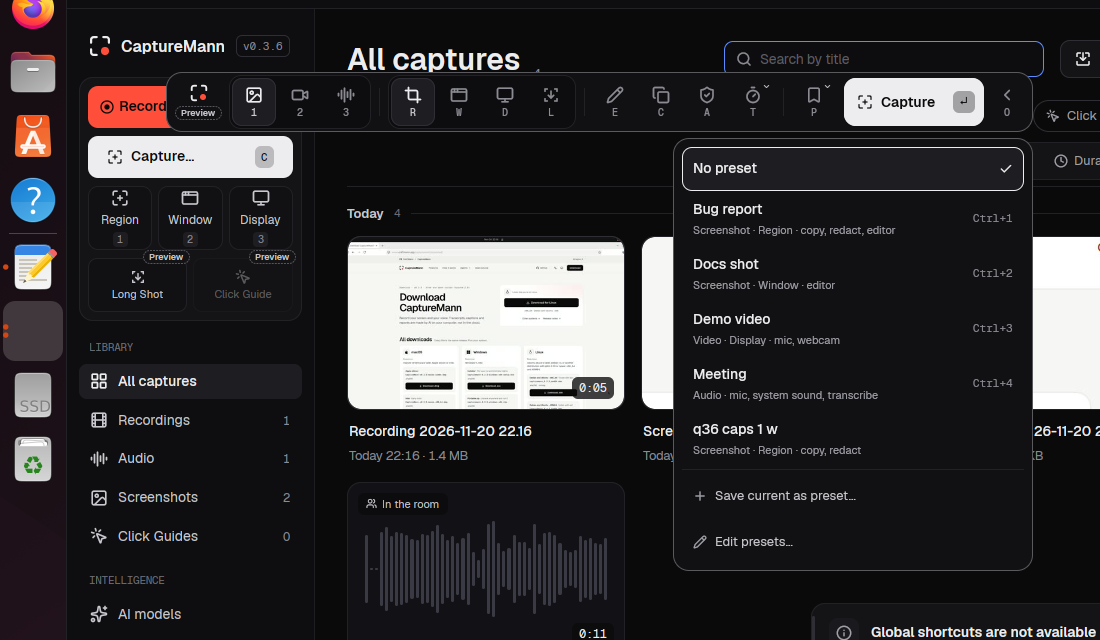 CaptureMann v0.3.6
All captures
Search by title
Record
Preview
1
2
3
R
W
D
L
E
C
A
T
P
Capture
O
Click
Capture... C
Region
1
Window
2
Display
3
Preview
Long Shot
Preview
Click Guide
No preset
Bug report
Screenshot · Region · copy, redact, editor
Ctrl+1
Docs shot
Screenshot · Window · editor
Ctrl+2
Demo video
Video · Display · mic, webcam
Ctrl+3
Meeting
Audio · mic, system sound, transcribe
Ctrl+4
q36 caps 1 w
Screenshot · Region · copy, redact
Save current as preset...
Edit presets...
Dura
Today 4
Download
CaptureMann
All downloads
macOS
Windows
Linux
0:05
Recording 2026-11-20 22.16
Today 22:16 · 1.4 MB
Scre
Today
26-11-20 2
KB
In the room
0:11
LIBRARY
All captures
Recordings 1
Audio 1
Screenshots 2
Click Guides 0
INTELLIGENCE
AI models
SSD
Global shortcuts are not available